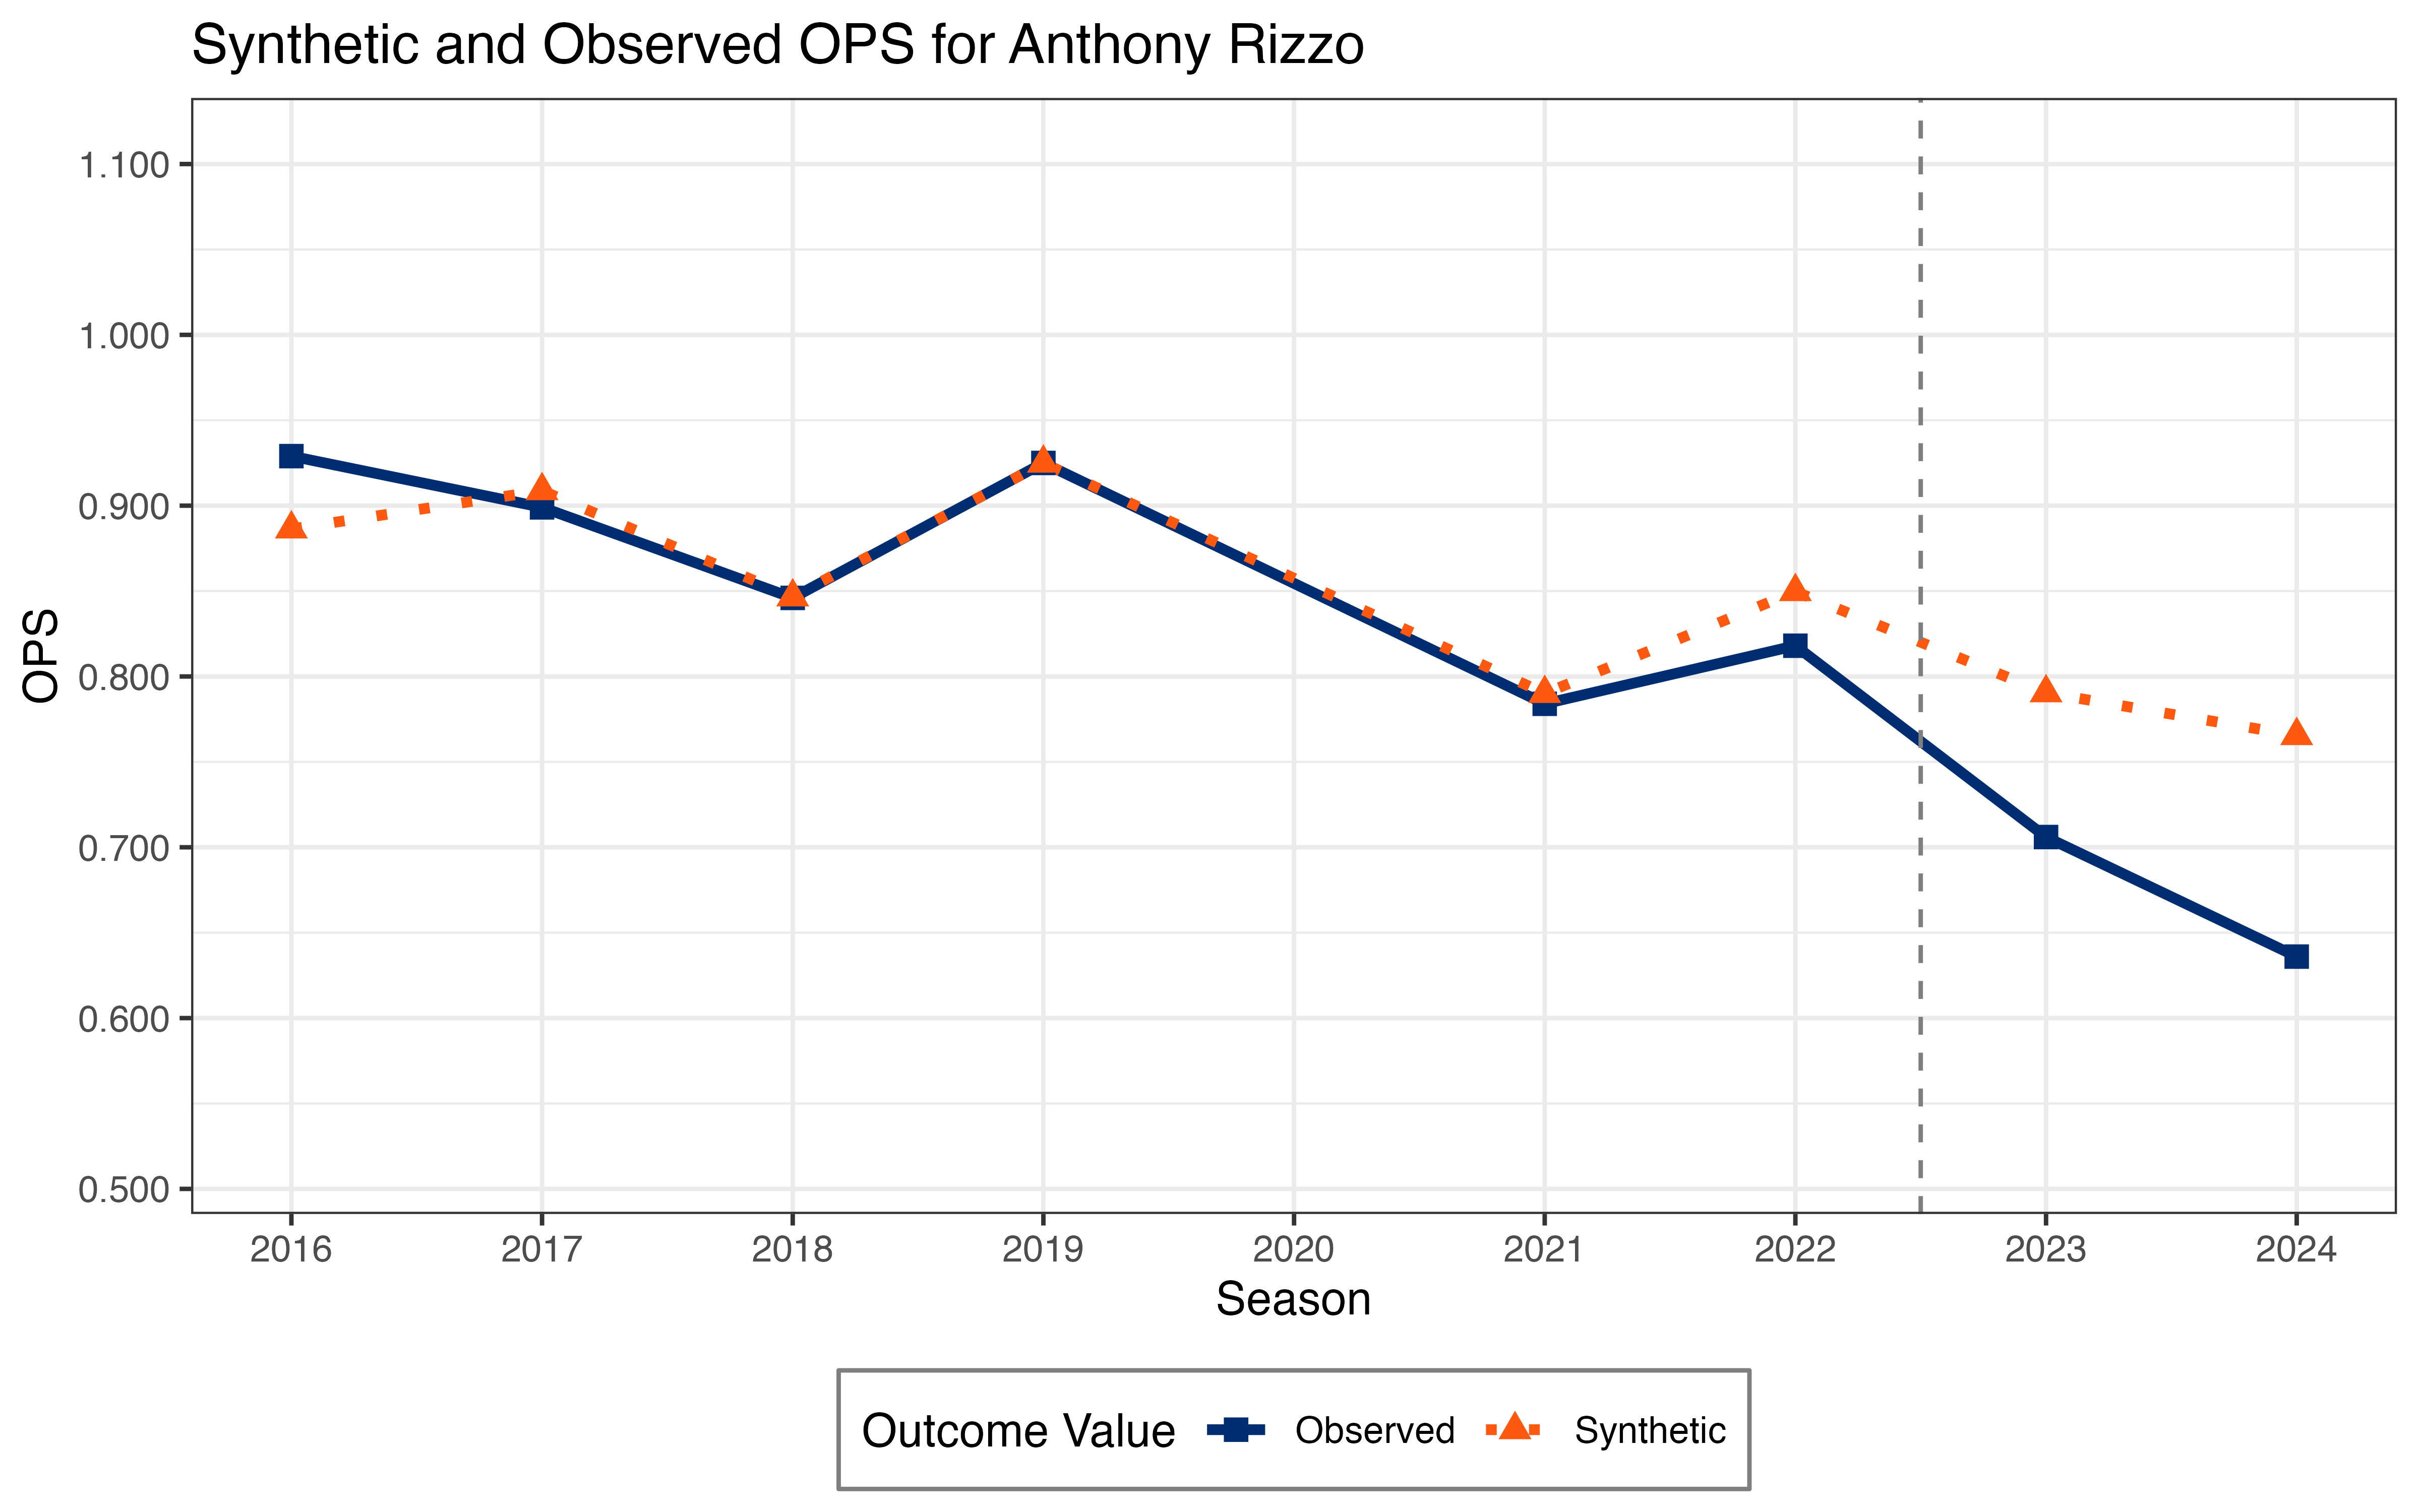 Synthetic and Observed OPS for Anthony Rizzo
OPS
1.100
1.000
0.900
0.800
0.700
0.600
0.500
2016 2017 2018 2019 2020 2021 2022 2023 2024
Season
Outcome Value Observed Synthetic